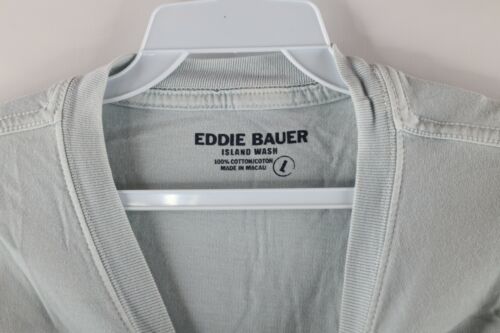 EDDIE BAUER
ISLAND WASH
100% COTTON/COTON
MADE IN MACAU
L